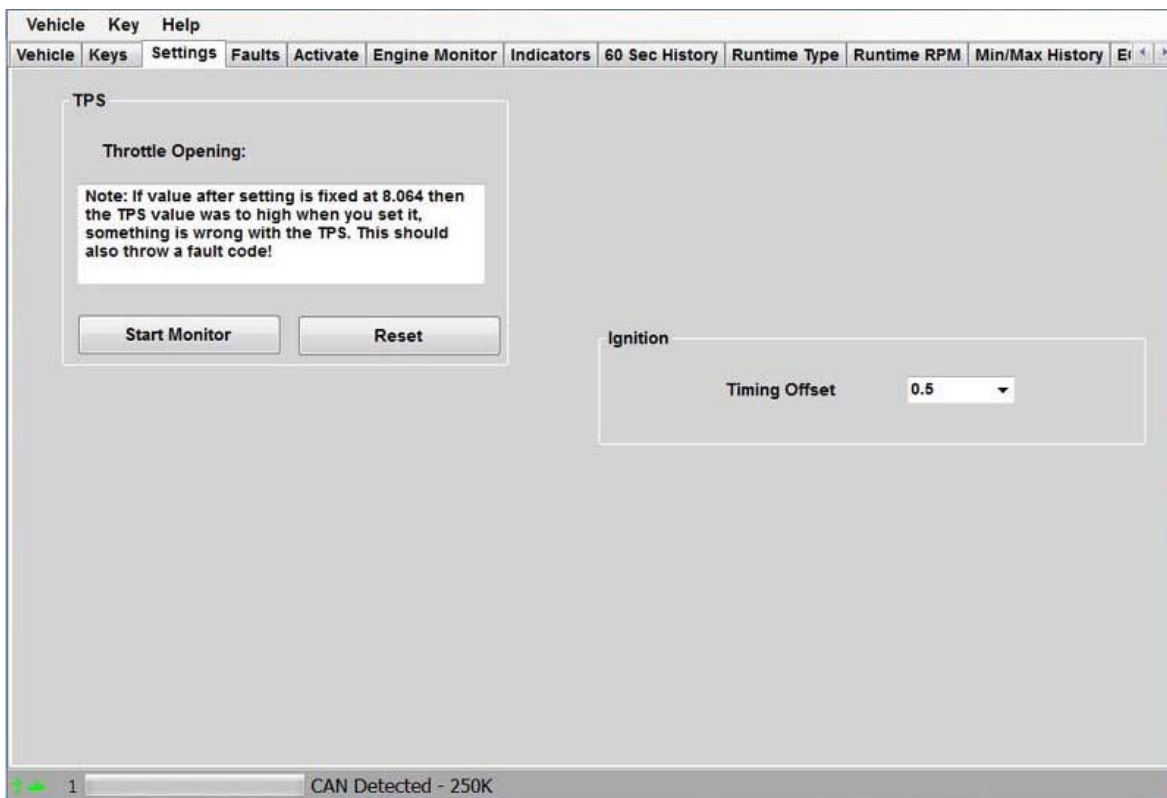 Vehicle Key Help
Vehicle Keys Settings Faults Activate Engine Monitor Indicators 60 Sec History Runtime Type Runtime RPM Min/Max History
TPS
Throttle Opening:
Note: If value after setting is fixed at 8.064 then
the TPS value was to high when you set it,
something is wrong with the TPS. This should
also throw a fault code!
Start Monitor Reset
Ignition
Timing Offset 0.5
1 CAN Detected - 250K